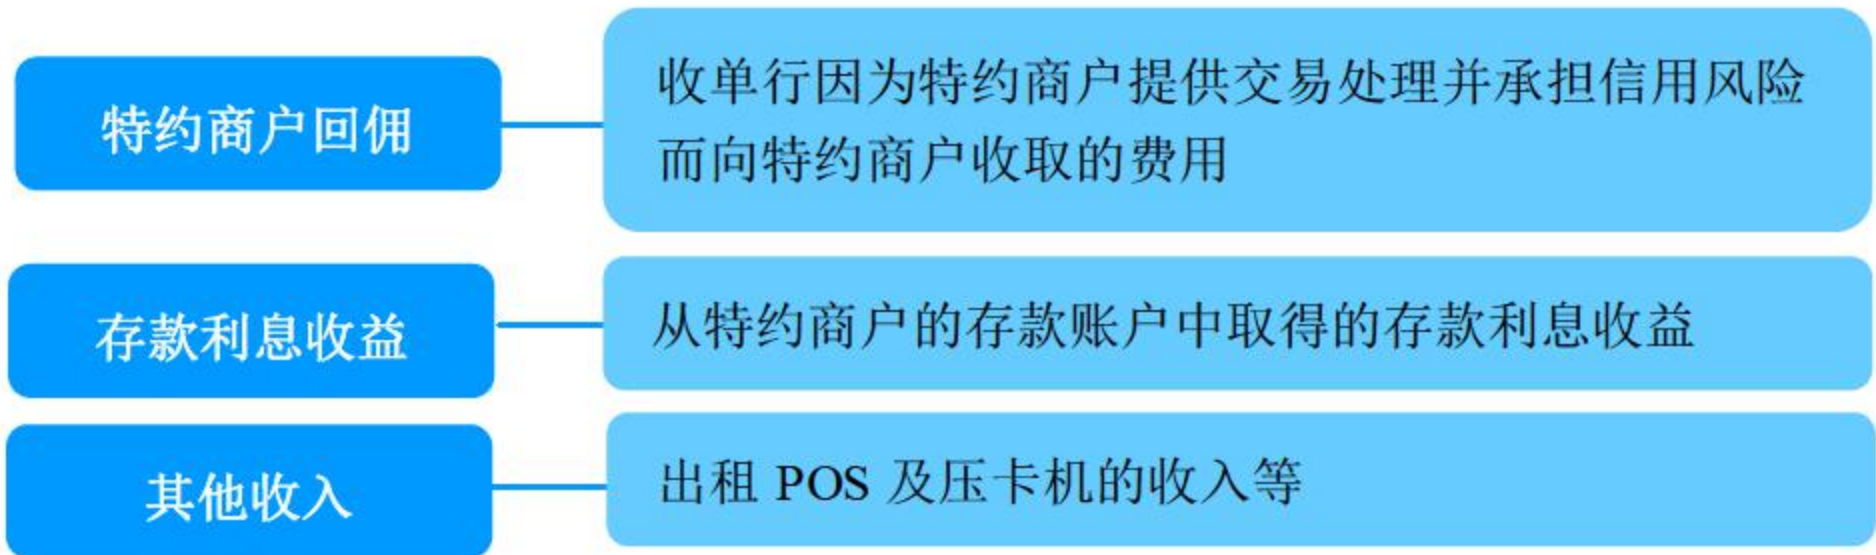 特约商户回佣
收单行因为特约商户提供交易处理并承担信用风险
而向特约商户收取的费用
存款利息收益
从特约商户的存款账户中取得的存款利息收益
其他收入
出租 POS 及压卡机的收入等